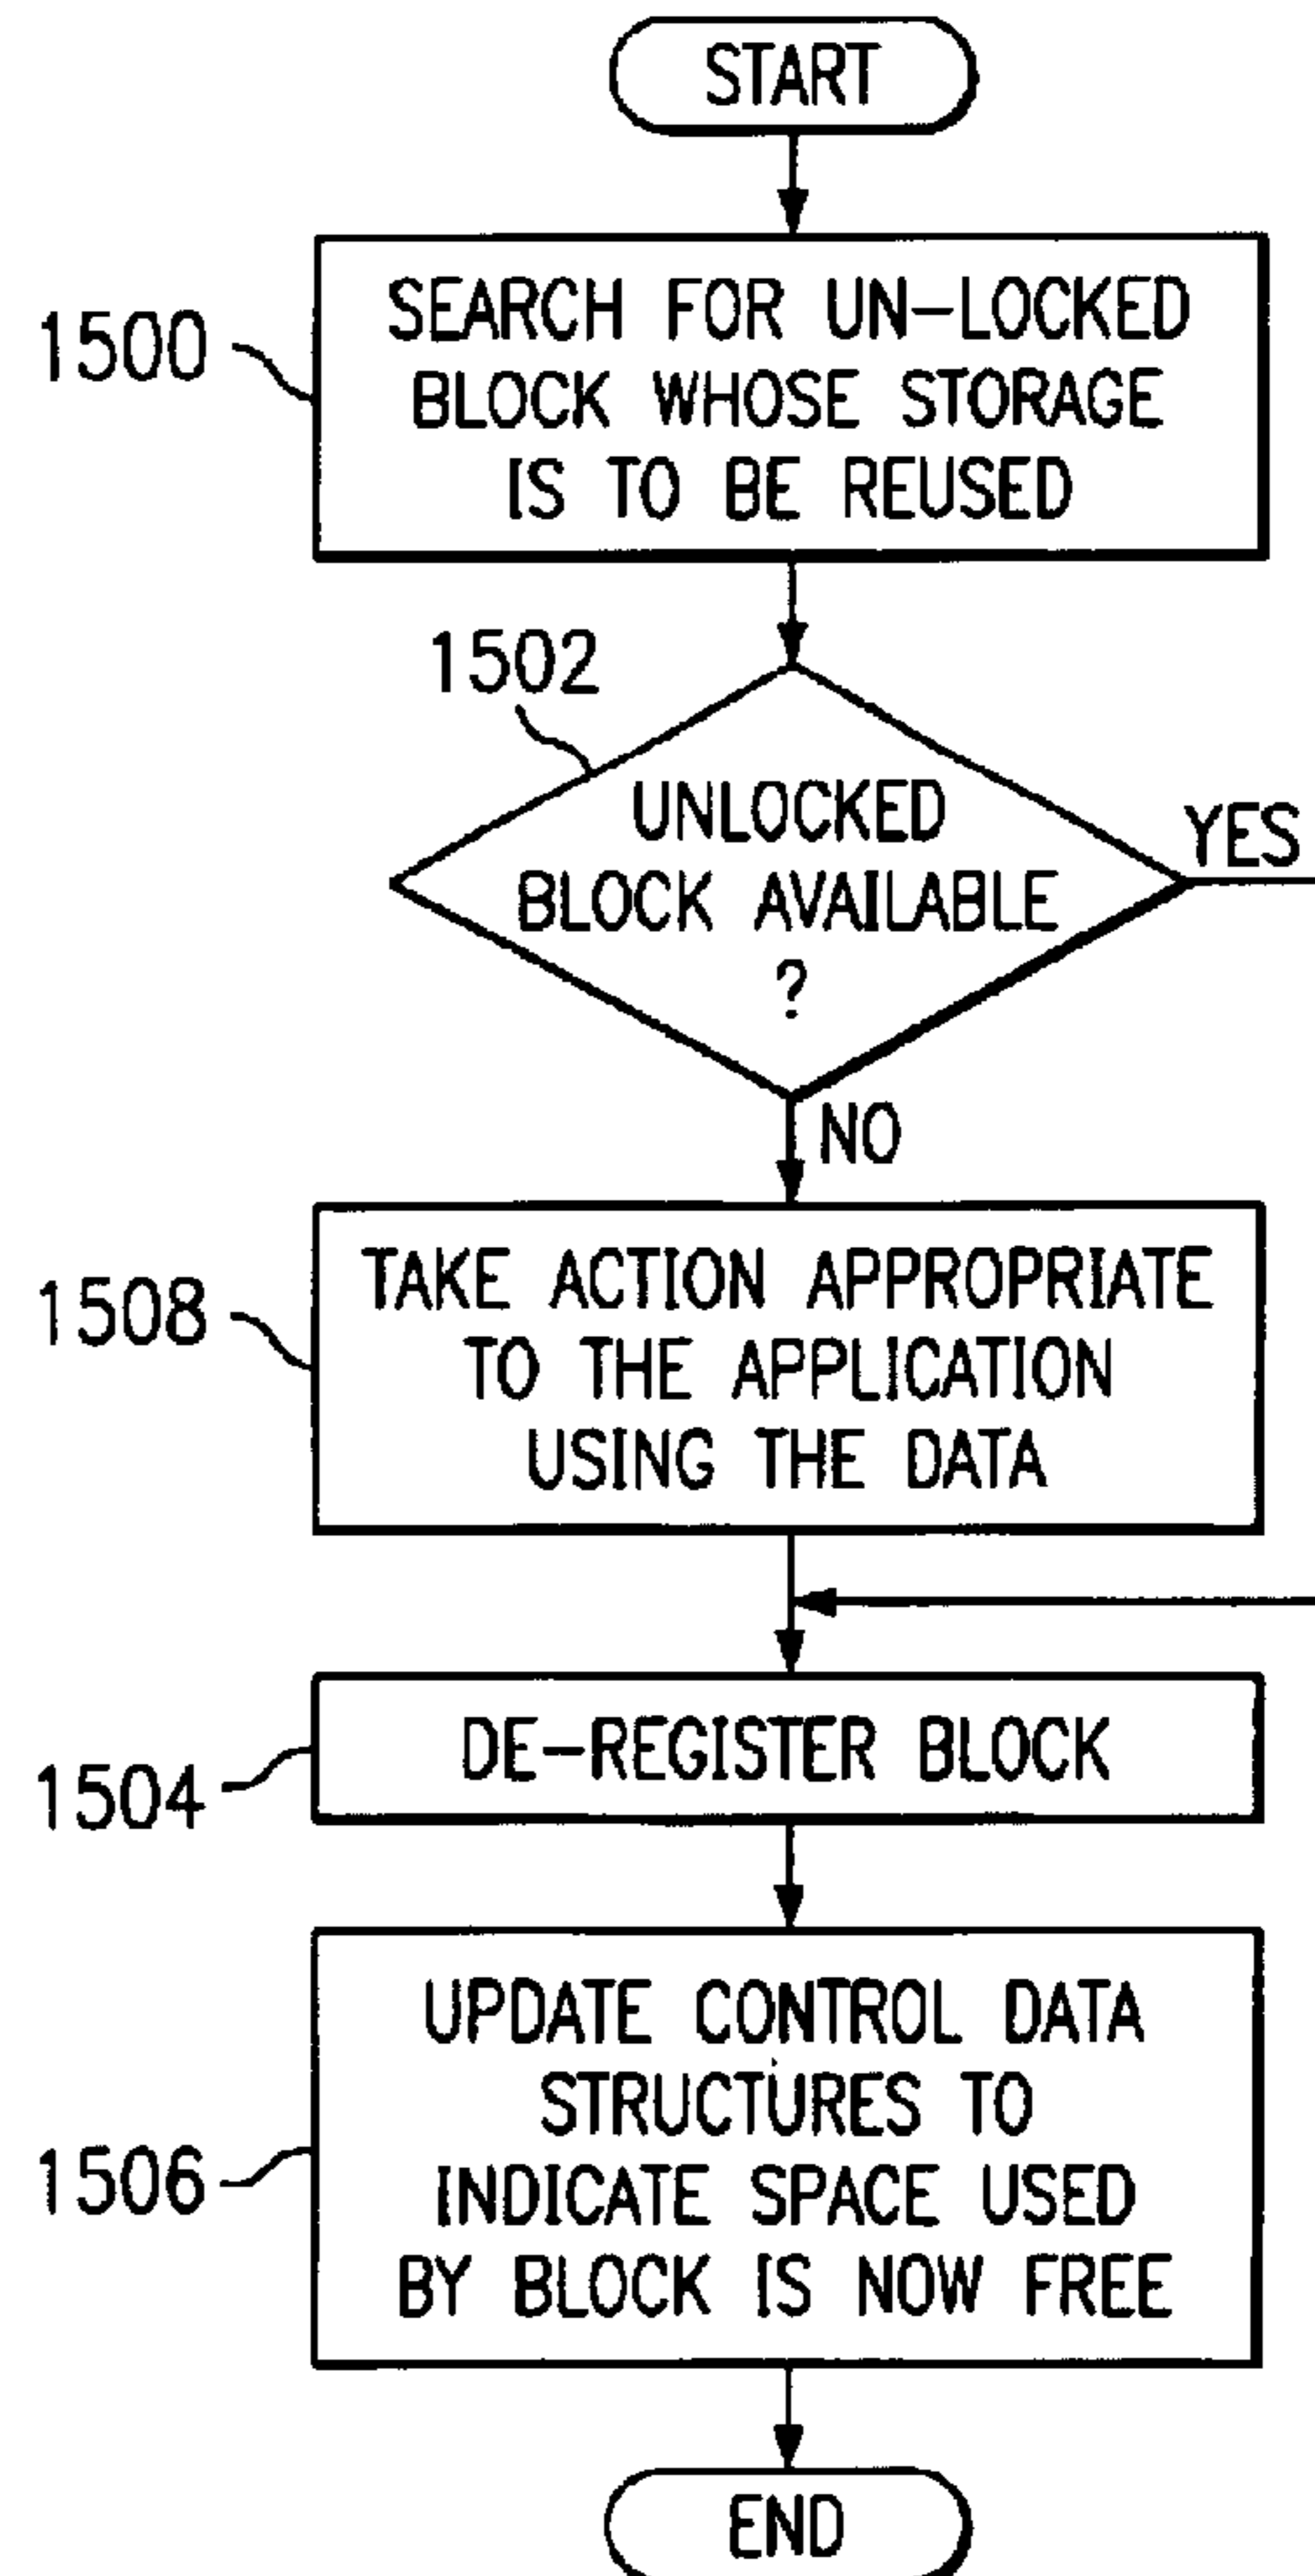 START
1500
SEARCH FOR UN-LOCKED
BLOCK WHOSE STORAGE
IS TO BE REUSED
1502
UNLOCKED
BLOCK AVAILABLE
?
YES
NO
1508
TAKE ACTION APPROPRIATE
TO THE APPLICATION
USING THE DATA
1504
DE-REGISTER BLOCK
1506
UPDATE CONTROL DATA
STRUCTURES TO
INDICATE SPACE USED
BY BLOCK IS NOW FREE
END